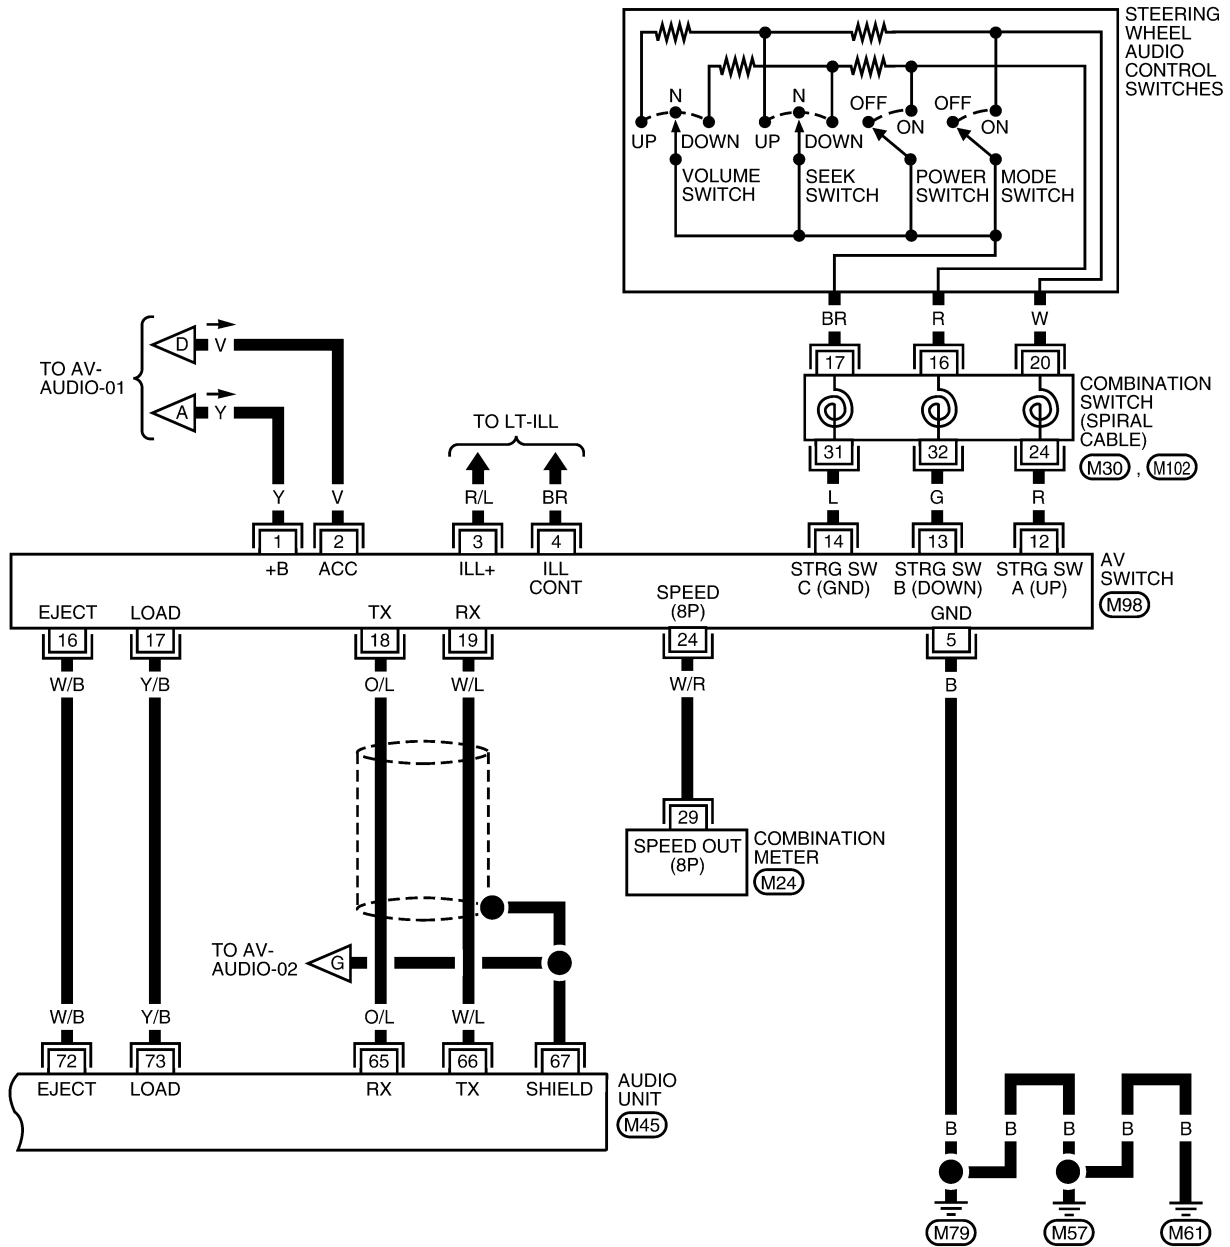 STEERING
WHEEL
AUDIO
CONTROL
SWITCHES
N
N
OFF
OFF
ON
ON
UP
DOWN
UP
DOWN
VOLUME
SWITCH
SEEK
SWITCH
POWER
SWITCH
MODE
SWITCH
BR
R
W
17
16
20
COMBINATION
SWITCH
(SPIRAL
CABLE)
M30 , M102
31
32
24
L
G
R
TO AV-
AUDIO-01
D
V
A
Y
TO LT-ILL
Y
V
R/L
BR
1
2
3
4
14
13
12
+B
ACC
ILL+
ILL
CONT
STRG SW
C (GND)
STRG SW
B (DOWN)
STRG SW
A (UP)
AV
SWITCH
M98
EJECT
LOAD
TX
RX
SPEED
(8P)
GND
16
17
18
19
24
5
W/B
Y/B
O/L
W/L
W/R
B
29
SPEED OUT
(8P)
COMBINATION
METER
M24
TO AV-
AUDIO-02
G
W/B
Y/B
O/L
W/L
72
73
65
66
67
EJECT
LOAD
RX
TX
SHIELD
AUDIO
UNIT
M45
B
B
B
B
B
M79
M57
M61